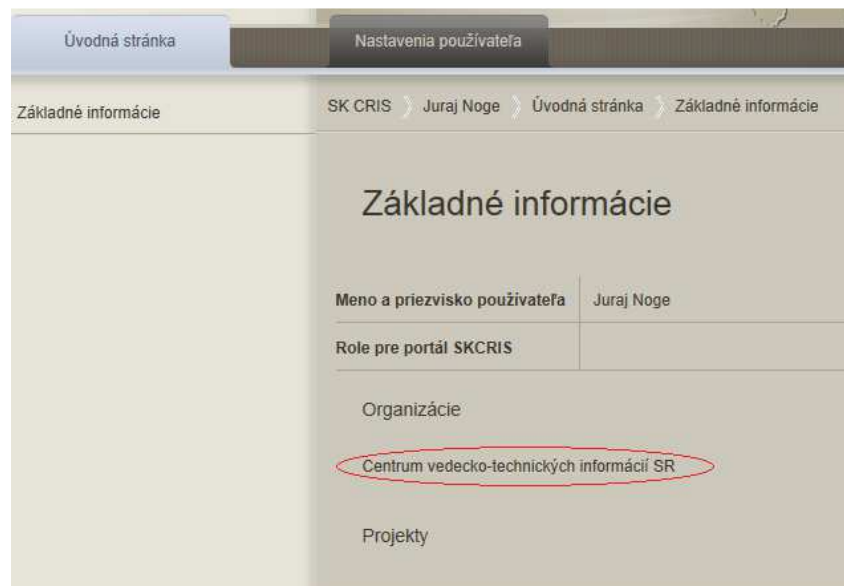 Úvodná stránka
Nastavenia používateľa
Základné informácie
SK CRIS Juraj Noge Úvodná stránka Základné informácie
Základné informácie
Meno a priezvisko používateľa Juraj Noge
Role pre portál SKCRIS
Organizácie
Centrum vedecko-technických informácií SR
Projekty